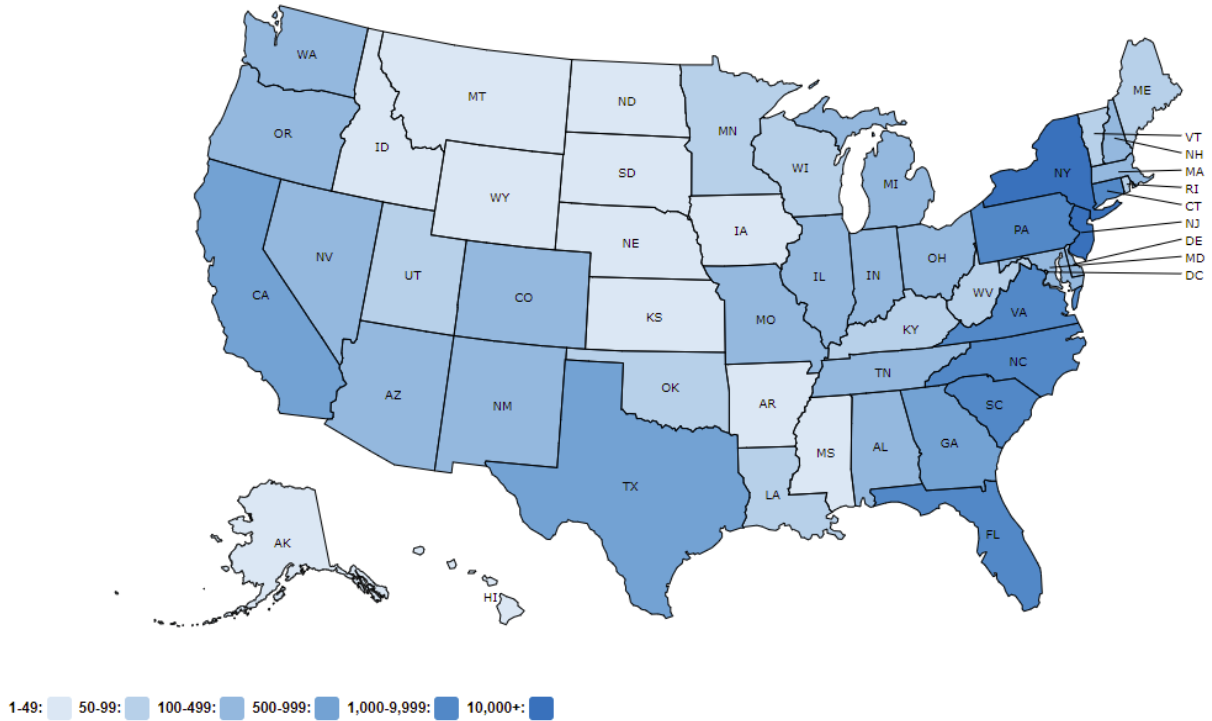 WA
OR
ID
MT
ND
MN
ME
SD
WI
MI
NY
VT
NH
MA
RI
CT
NJ
DE
MD
DC
WY
IA
NE
PA
NV
UT
CO
KS
MO
IL
IN
OH
WV
VA
KY
CA
AZ
NM
OK
AR
TN
NC
SC
TX
LA
MS
AL
GA
FL
AK
HI
1-49: 50-99: 100-499: 500-999: 1,000-9,999: 10,000+: